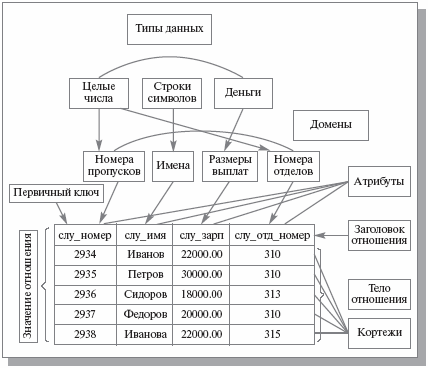 Типы данных
Целые
числа
Строки
символов
Деньги
Домены
Номера
пропусков
Имена
Размеры
выплат
Номера
отделов
Первичный ключ
Атрибуты
слу_номер слу_имя слу_зарп слу_отд_номер
Заголовок
отношения
Значение отношения
2934 Иванов 22000.00 310
2935 Петров 30000.00 310
2936 Сидоров 18000.00 313
2937 Федоров 20000.00 310
2938 Иванова 22000.00 315
Тело
отношения
Кортежи